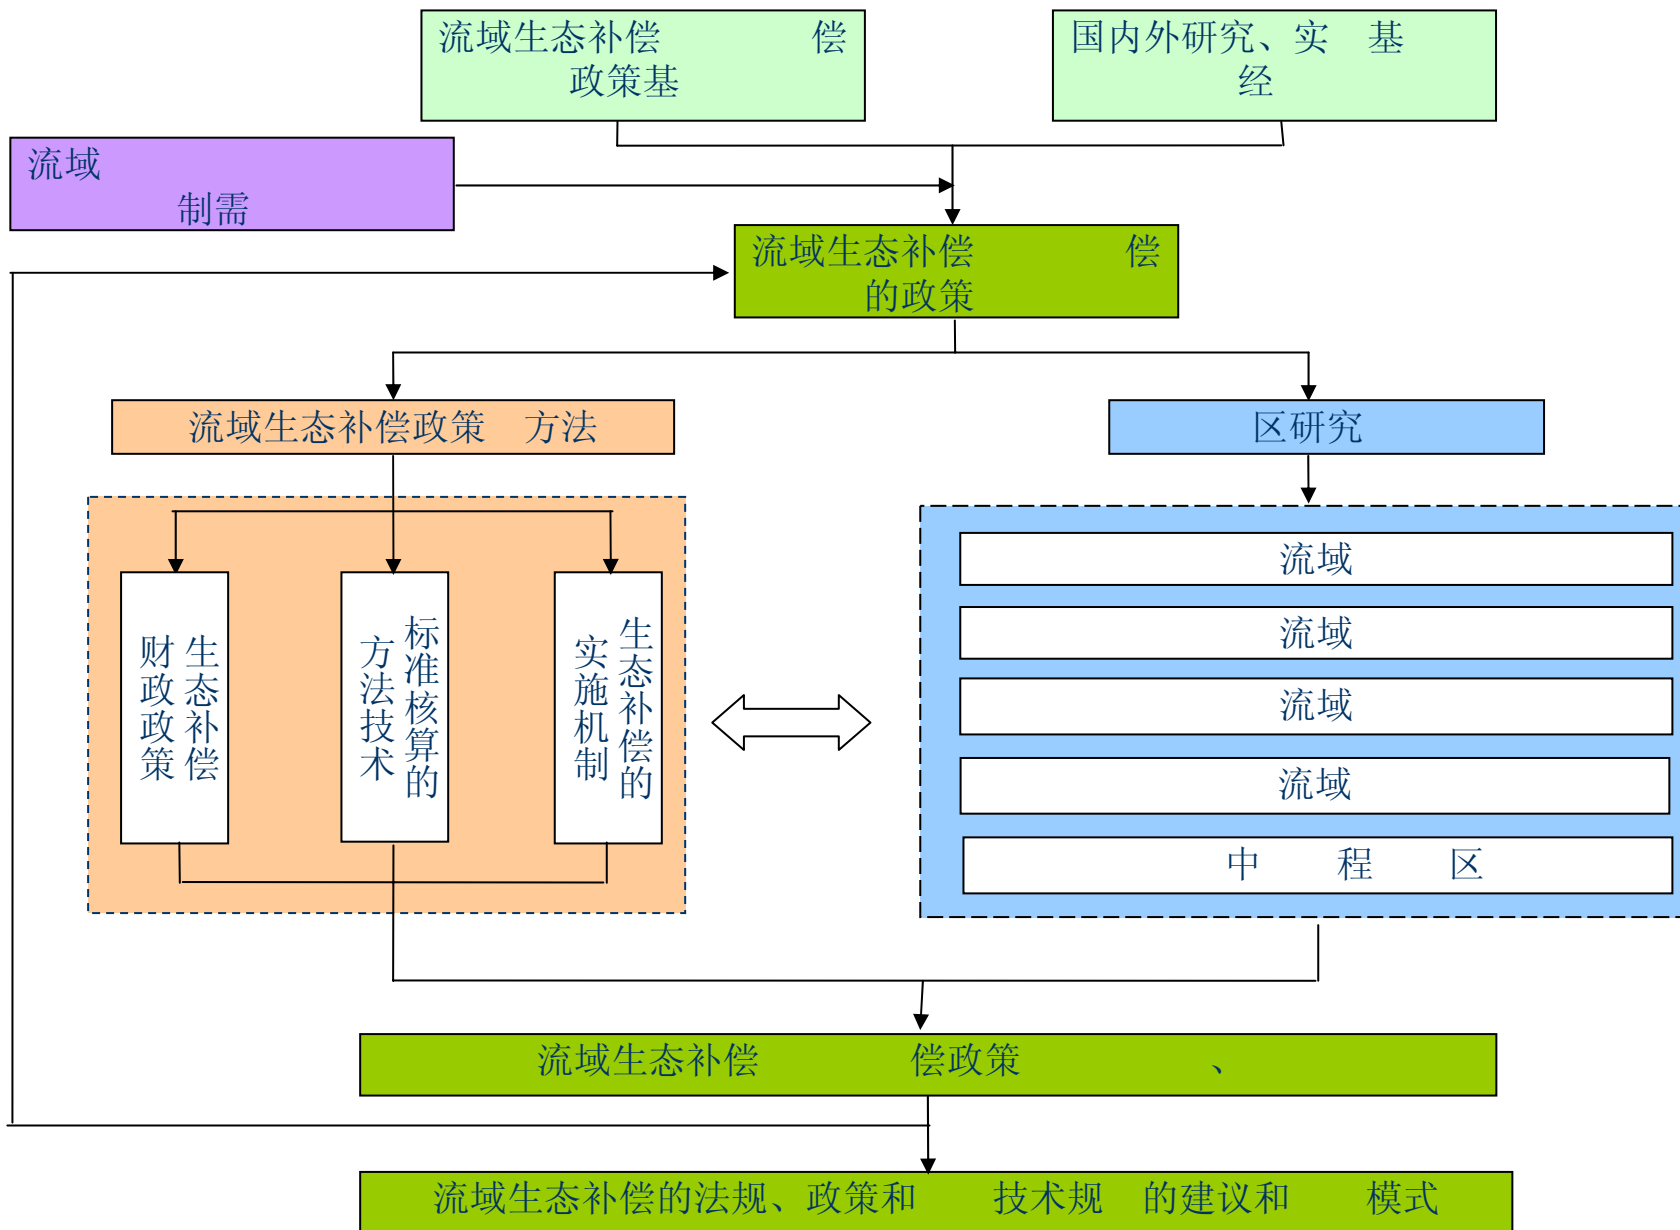 流域生态补偿 偿
政策基
国内外研究、实 基
经
流域
制需
流域生态补偿 偿
的政策
流域生态补偿政策 方法
区研究
生态补偿
财政政策
标准核算的
方法技术
生态补偿的
实施机制
流域
流域
流域
流域
中 程 区
流域生态补偿 偿政策 、
流域生态补偿的法规、政策和 技术规 的建议和 模式